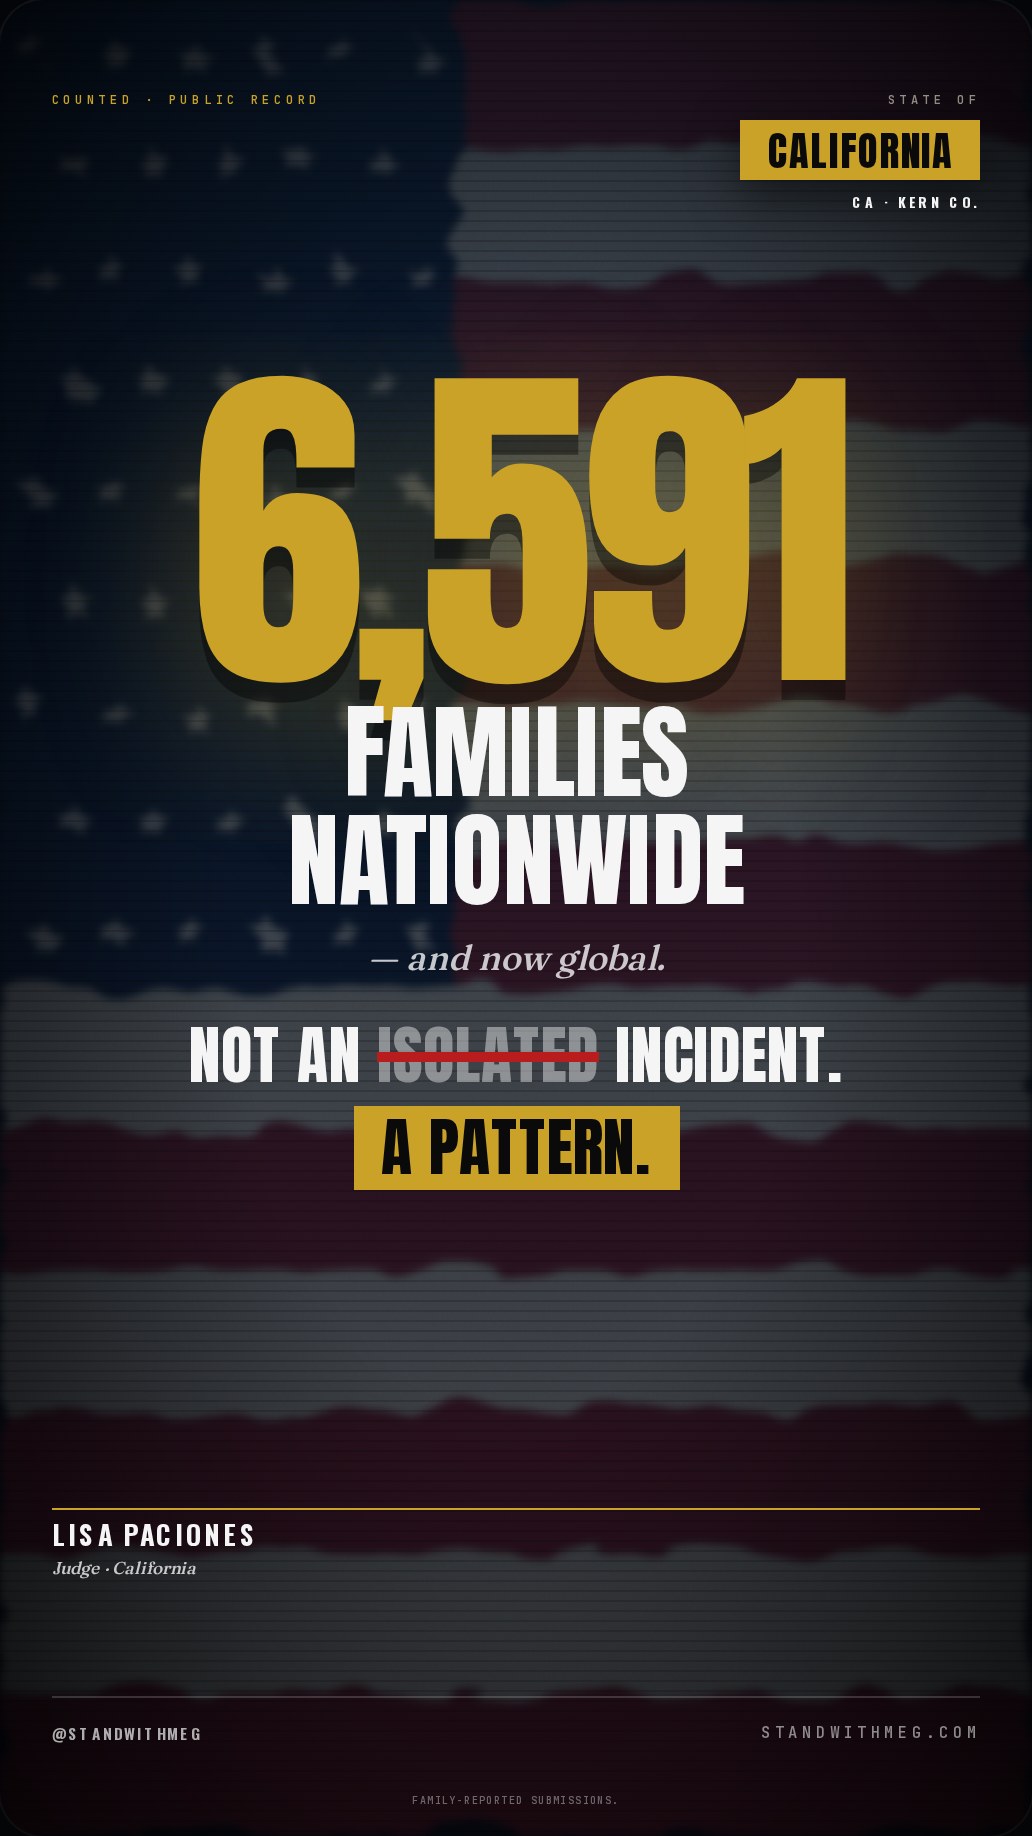 COUNTED · PUBLIC RECORD
STATE OF
CALIFORNIA
CA · KERN CO.
6,591
FAMILIES
NATIONWIDE
— and now global.
NOT AN ISOLATED INCIDENT.
A PATTERN.
LISA PACIONES
Judge · California
@STANDWITHMEG
STANDWITHMEG.COM
FAMILY-REPORTED SUBMISSIONS.